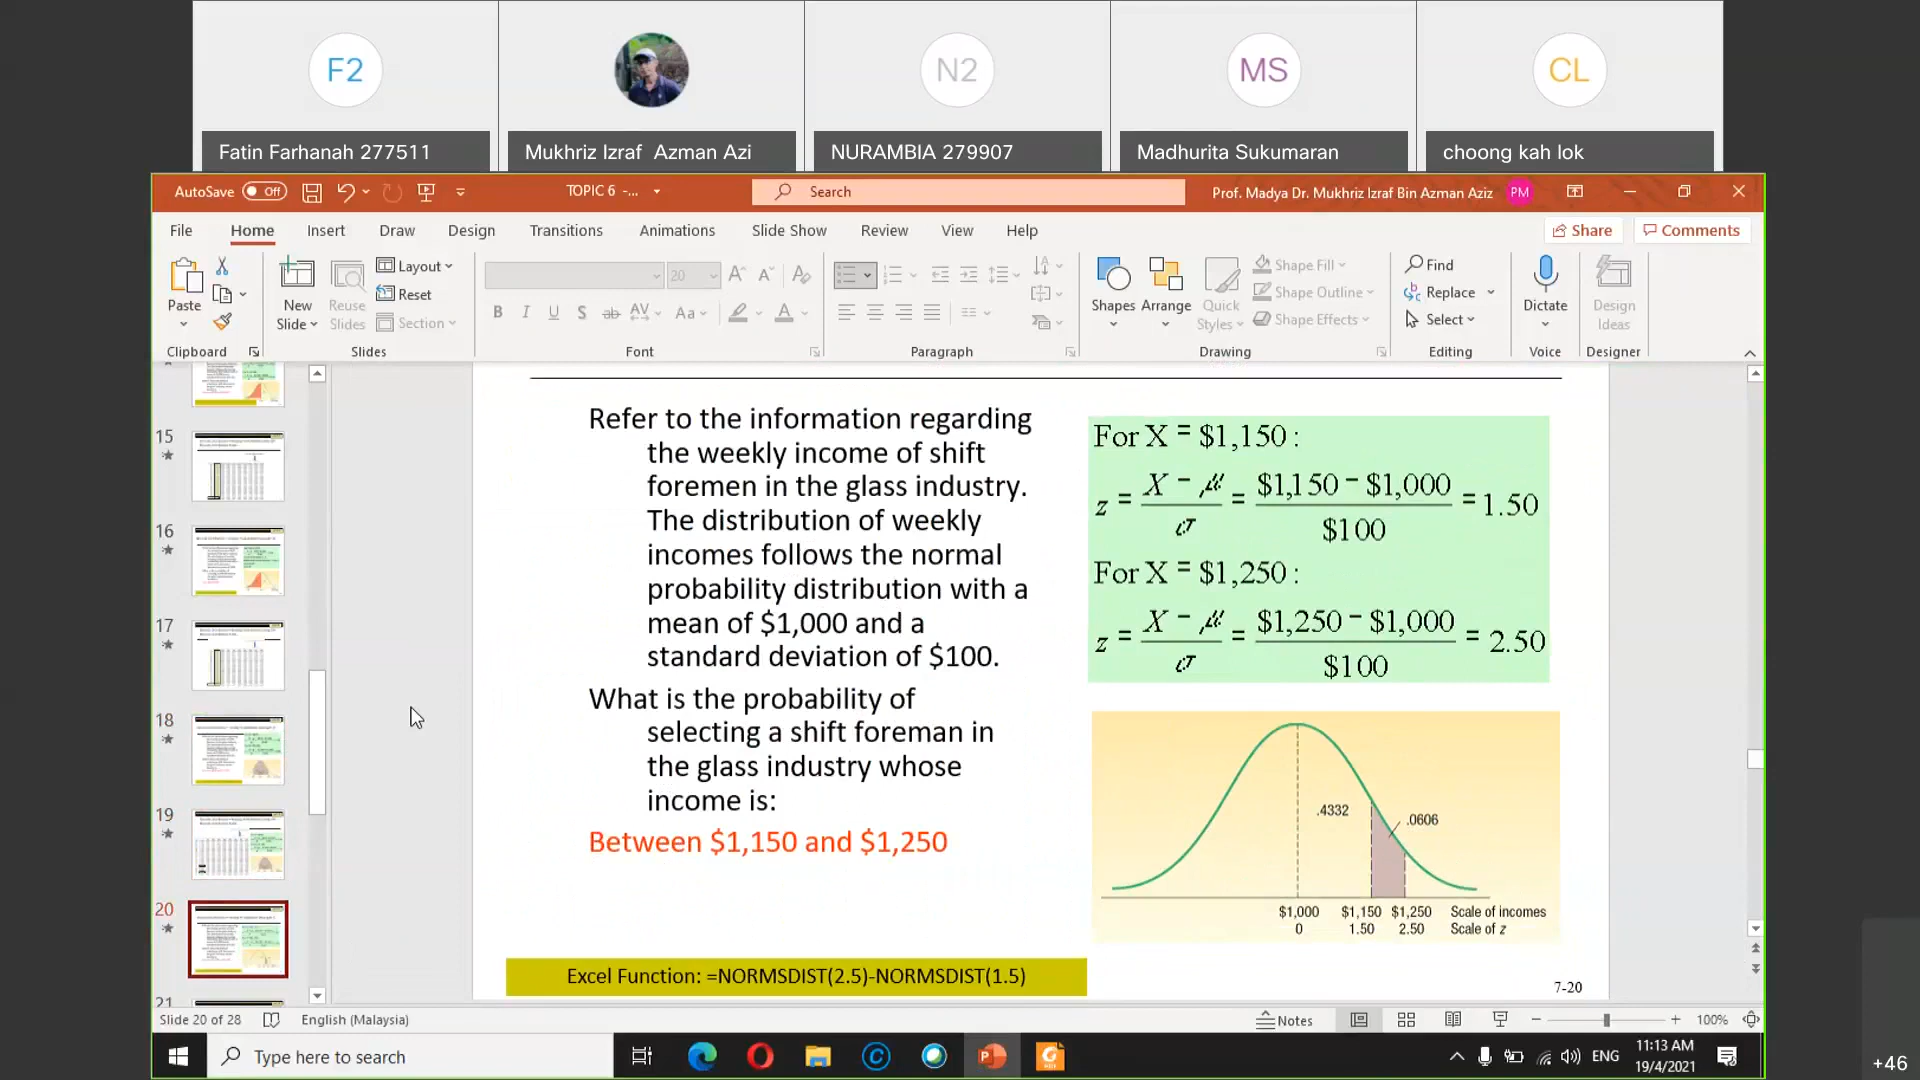 F2
N2
MS
CL
Fatin Farhanah 277511
Mukhriz Izraf Azman Azi
NURAMBIA 279907
Madhurita Sukumaran
choong kah lok
AutoSave Off
TOPIC 6 -...
Search
Prof. Madya Dr. Mukhriz Izraf Bin Azman Aziz PM
File Home Insert Draw Design Transitions Animations Slide Show Review View Help
Share
Comments
Paste
New Slide
Reuse Slides
Layout
Reset
Section
20
B I U S ab AV Aa A
Shapes
Arrange
Quick Styles
Shape Fill
Shape Outline
Shape Effects
Find
Replace
Select
Dictate
Design Ideas
Clipboard Slides Font Paragraph Drawing Editing Voice Designer
15
16
17
18
19
20
21
Refer to the information regarding
the weekly income of shift
foremen in the glass industry.
The distribution of weekly
incomes follows the normal
probability distribution with a
mean of $1,000 and a
standard deviation of $100.
What is the probability of
selecting a shift foreman in
the glass industry whose
income is:
Between $1,150 and $1,250
Excel Function: =NORMSDIST(2.5)-NORMSDIST(1.5)
For X = $1,150 :
z = X − μ / σ = $1,150 − $1,000 / $100 = 1.50
For X = $1,250 :
z = X − μ / σ = $1,250 − $1,000 / $100 = 2.50
.4332
.0606
$1,000 $1,150 $1,250 Scale of incomes
0 1.50 2.50 Scale of z
7-20
Slide 20 of 28
English (Malaysia)
Notes
100%
Type here to search
ENG
11:13 AM
19/4/2021
+46